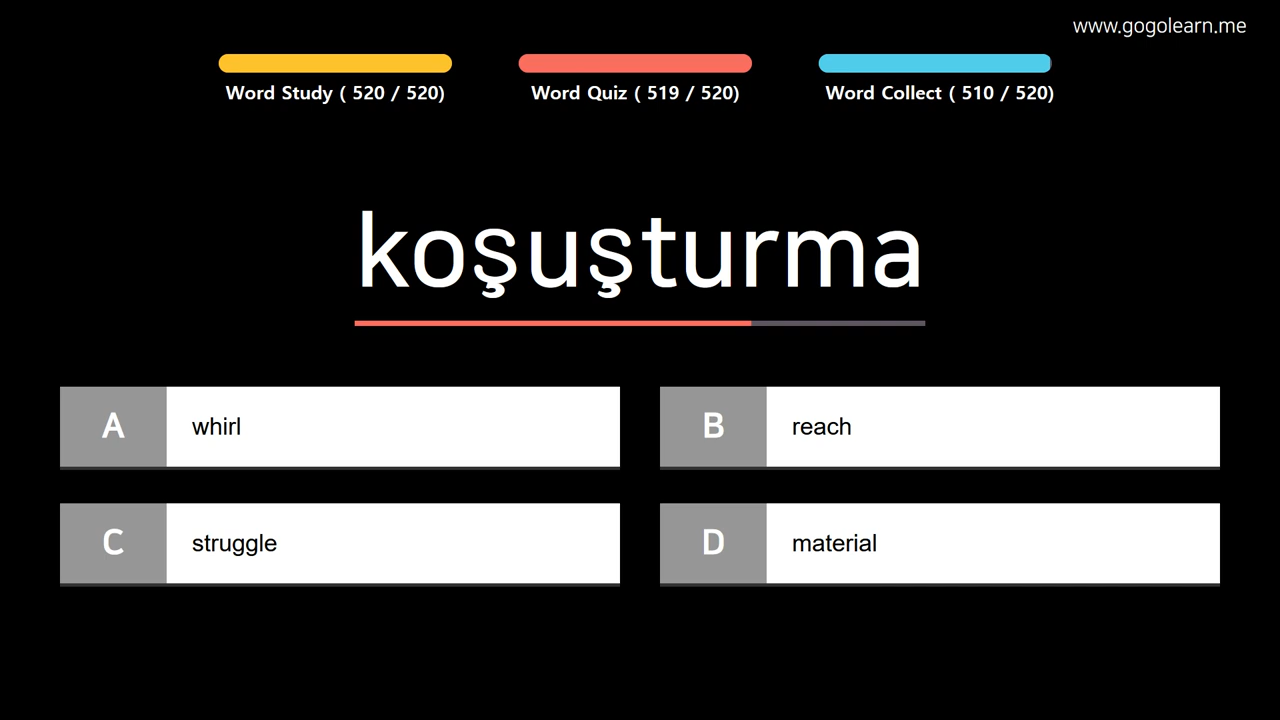 www.gogolearn.me
Word Study ( 520 / 520)
Word Quiz ( 519 / 520)
Word Collect ( 510 / 520)
koşuşturma
A whirl
B reach
C struggle
D material